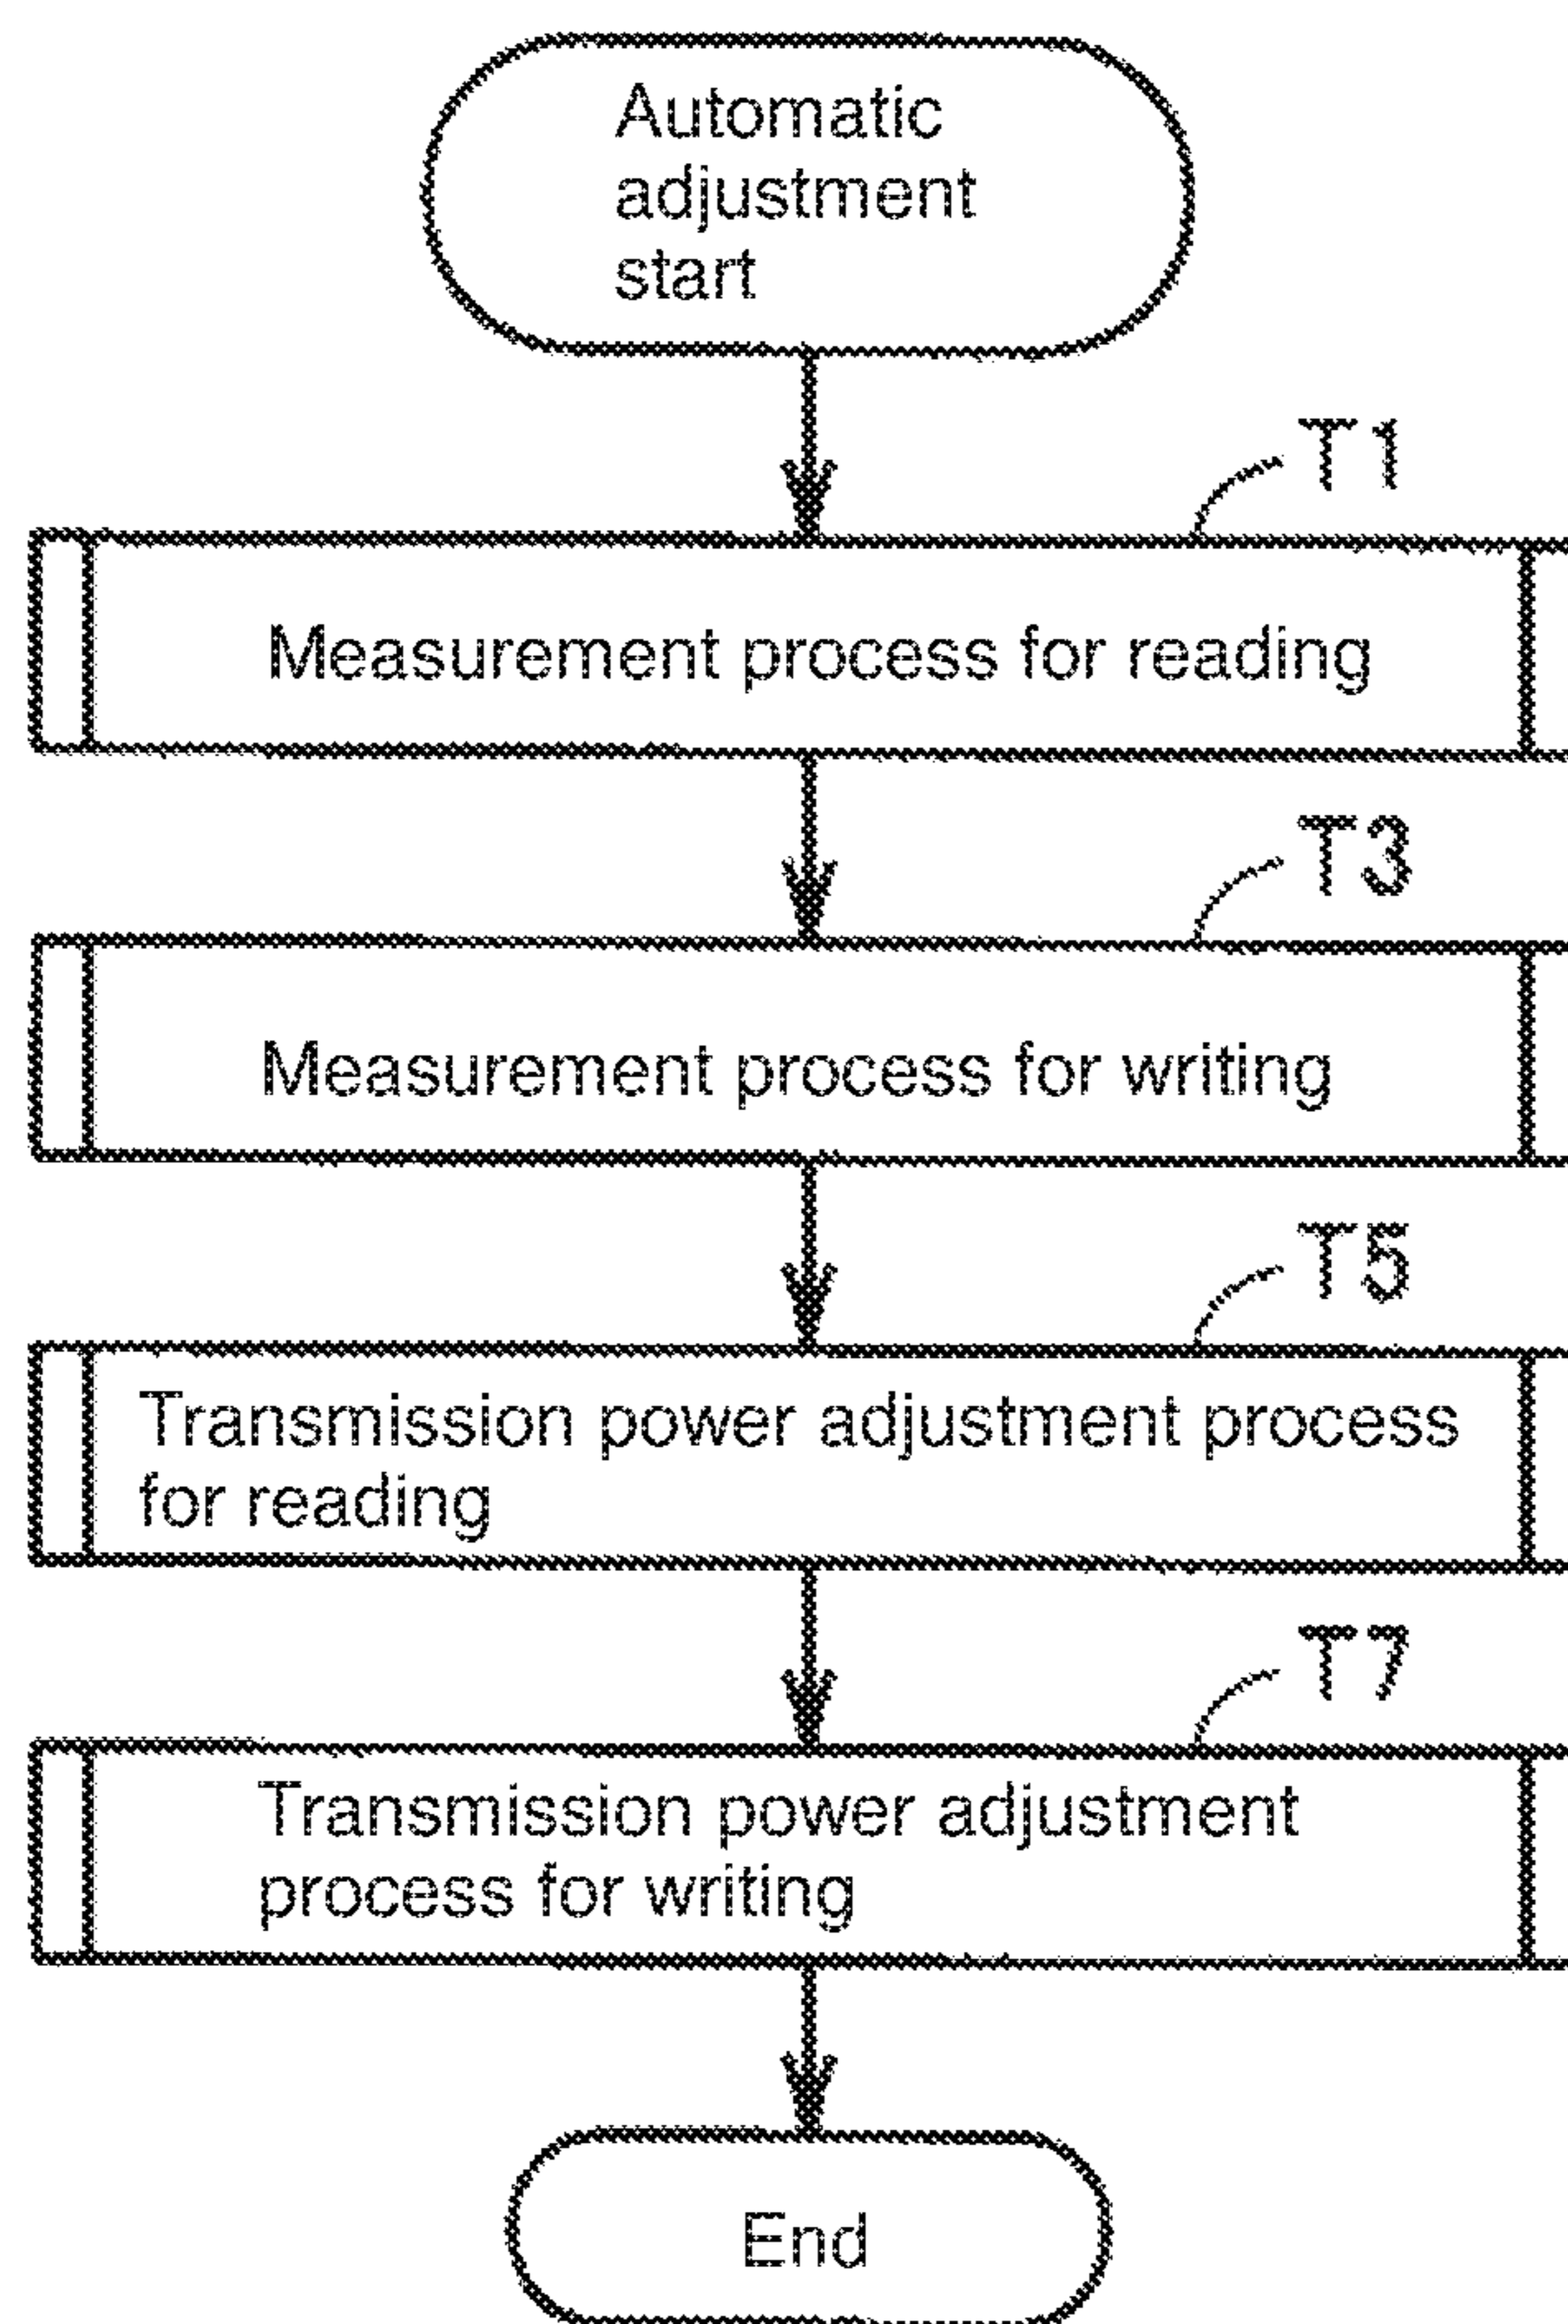 Automatic
adjustment
start
T1
Measurement process for reading
T3
Measurement process for writing
T5
Transmission power adjustment process
for reading
T7
Transmission power adjustment
process for writing
End